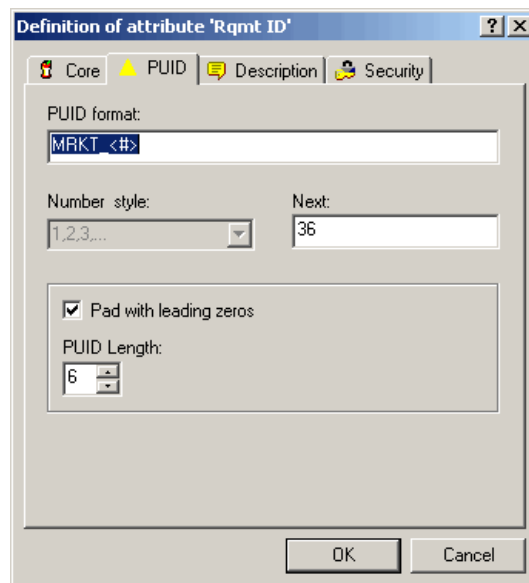 Definition of attribute 'Rqmt ID'
Core PUID Description Security
PUID format:
MRKT_<#>
Number style: Next:
1,2,3,... 36
Pad with leading zeros
PUID Length:
6
OK Cancel